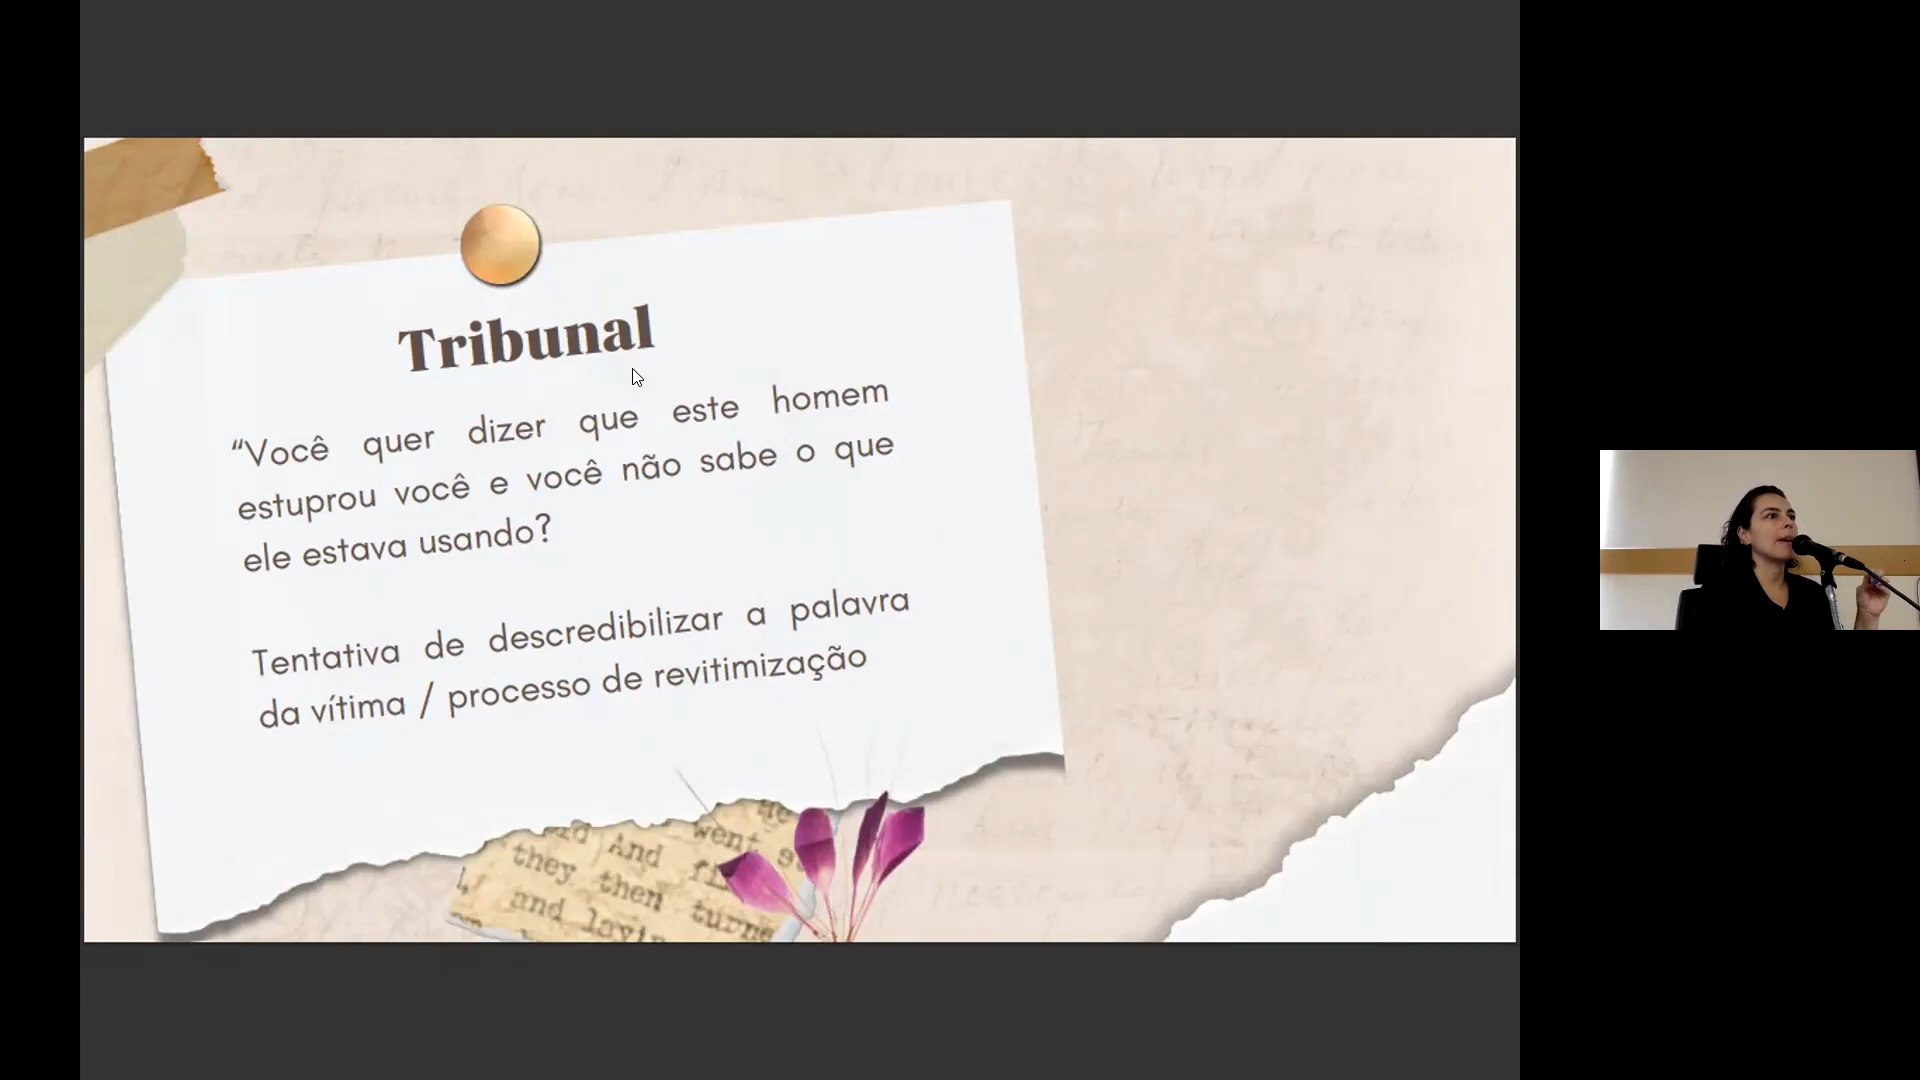 Tribunal
“Você quer dizer que este homem
estuprou você e você não sabe o que
ele estava usando?
Tentativa de descredibilizar a palavra
da vítima / processo de revitimização
And went
they then
and